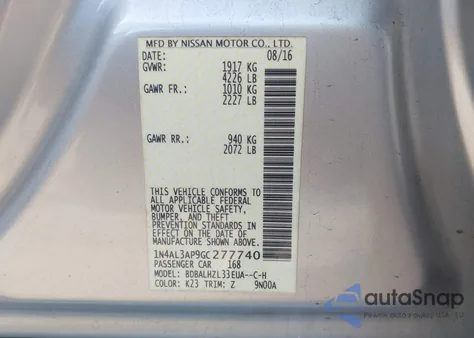 MFD BY NISSAN MOTOR CO., LTD.
DATE: 08/16
GVWR: 1917 KG
4226 LB
GAWR FR: 1010 KG
2227 LB
GAWR RR: 940 KG
2072 LB
THIS VEHICLE CONFORMS TO
ALL APPLICABLE FEDERAL
MOTOR VEHICLE SAFETY,
BUMPER, AND THEFT
PREVENTION STANDARDS IN
EFFECT ON THE DATE OF
MANUFACTURE SHOWN ABOVE.
1N4AL3AP9GC277740
PASSENGER CAR 168
MODEL: BDBALHZL33EUA--C-H
COLOR: K23 TRIM: Z 9N00A
autoSnap